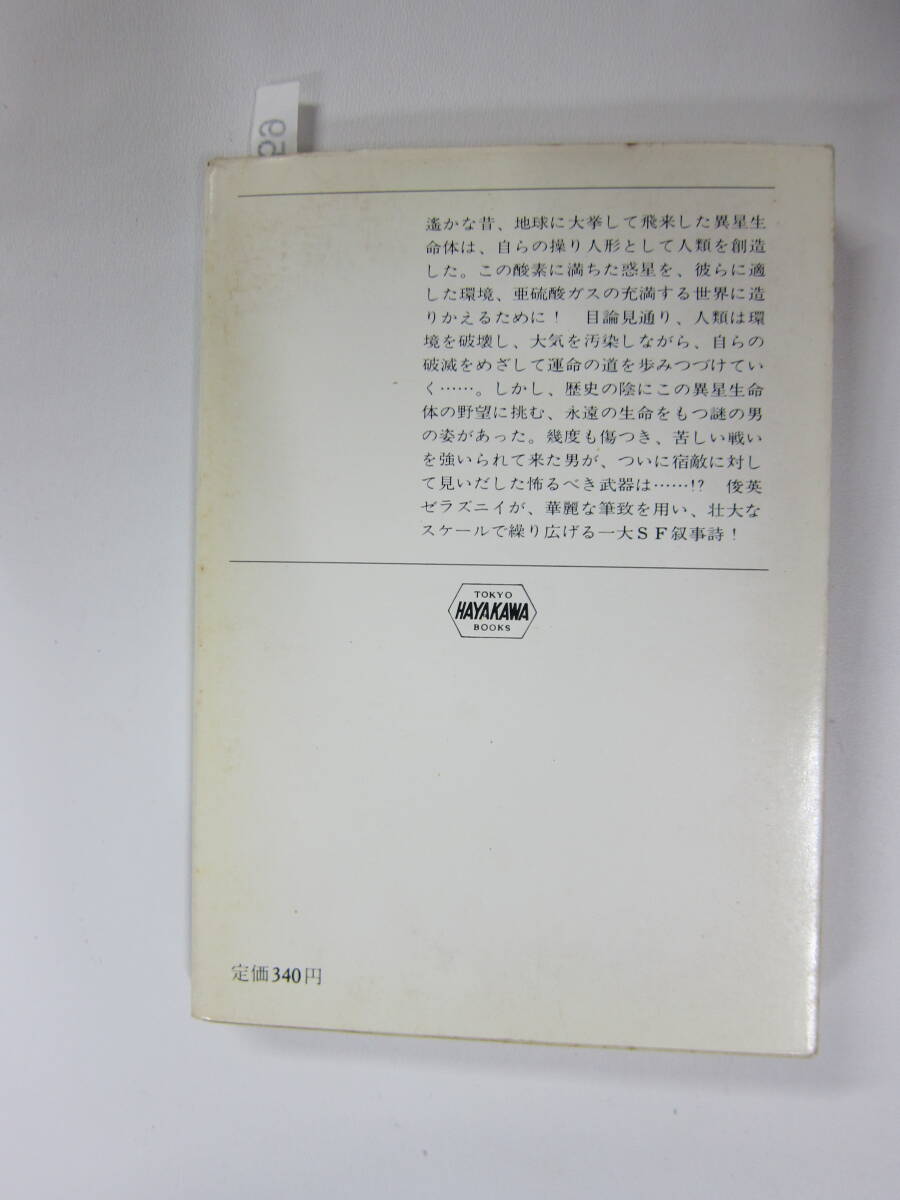 59
遙かな昔、地球に大挙して飛来した異星生
命体は、自らの操り人形として人類を創造
した。この酸素に満ちた惑星を、彼らに適
した環境、亜硫酸ガスの充満する世界に造
りかえるために！　目論見通り、人類は環
境を破壊し、大気を汚染しながら、自らの
破滅をめざして運命の道を歩みつづけてい
く……。しかし、歴史の陰にこの異星生命
体の野望に挑む、永遠の生命をもつ謎の男
の姿があった。幾度も傷つき、苦しい戦い
を強いられて来た男が、ついに宿敵に対し
て見いだした怖るべき武器は……!?　俊英
ゼラズニイが、華麗な筆致を用い、壮大な
スケールで繰り広げる一大ＳＦ叙事詩！
TOKYO
HAYAKAWA
BOOKS
定価340円